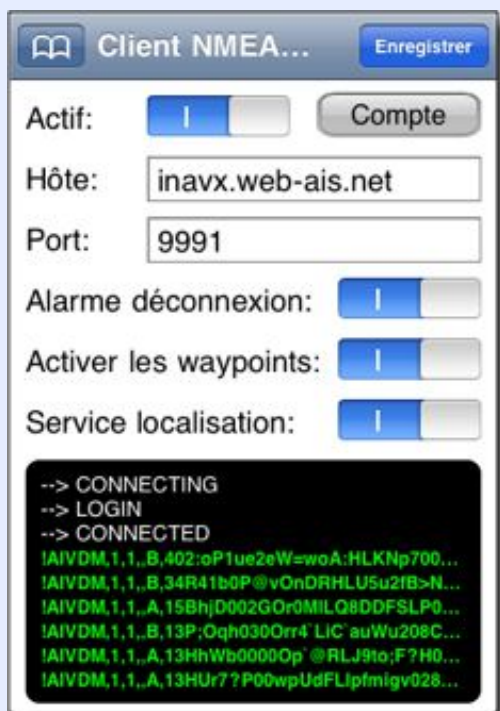 Client NMEA...
Enregistrer
Actif:
Compte
Hôte:
inavx.web-ais.net
Port:
9991
Alarme déconnexion:
Activer les waypoints:
Service localisation:
--> CONNECTING
--> LOGIN
--> CONNECTED
!AIVDM,1,1,,B,402:oP1ue2eW=woA:HLKNp700...
!AIVDM,1,1,,B,34R41b0P@vOnDRHLU5u2fB>N...
!AIVDM,1,1,,A,15BhjD002GOr0MILQ8DDFSLP0...
!AIVDM,1,1,,B,13P;Oqh030Orr4`LiC`auWu208C...
!AIVDM,1,1,,A,13HhWb0000Op`@RLJ9to;F?H0...
!AIVDM,1,1,,A,13HUr7?P00wpUdFLIpfmigv028...